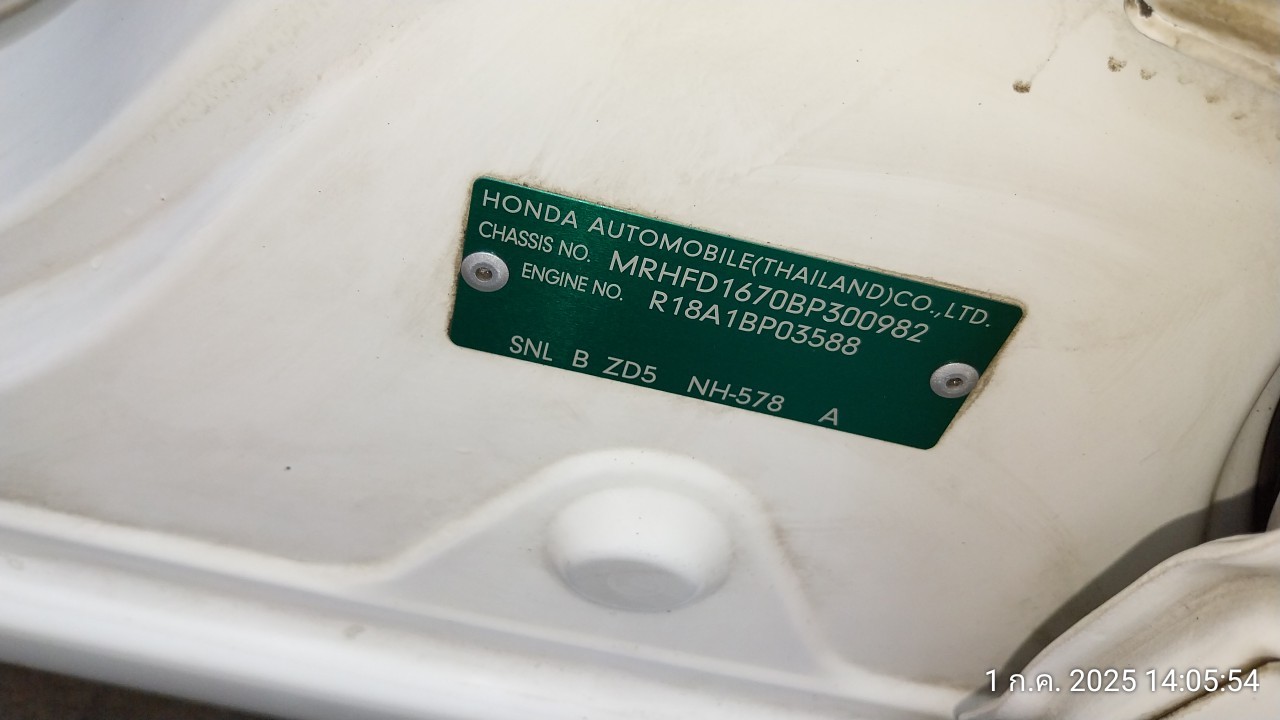 HONDA AUTOMOBILE(THAILAND)CO.,LTD.
CHASSIS NO. MRHFD1670BP300982
ENGINE NO. R18A1BP03588
SNL B ZD5 NH-578 A
1 ก.ค. 2025 14:05:54